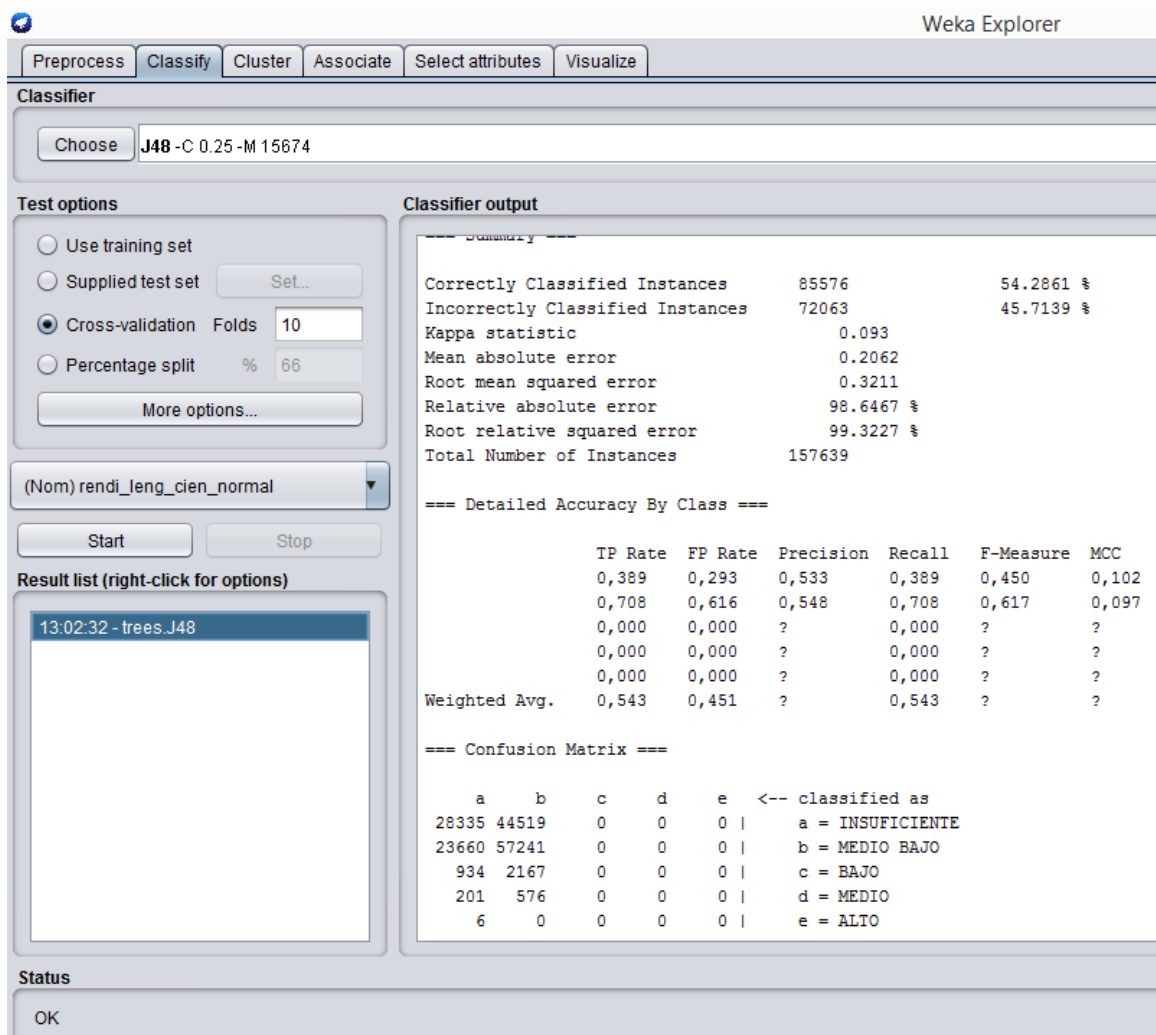 Weka Explorer
Preprocess Classify Cluster Associate Select attributes Visualize
Classifier
Choose J48 -C 0.25 -M 15674
Test options
Use training set
Supplied test set Set...
Cross-validation Folds 10
Percentage split % 66
More options...
(Nom) rendi_leng_cien_normal
Start Stop
Result list (right-click for options)
13:02:32 - trees.J48
Classifier output
=== Summary ===
Correctly Classified Instances 85576 54.2861 %
Incorrectly Classified Instances 72063 45.7139 %
Kappa statistic 0.093
Mean absolute error 0.2062
Root mean squared error 0.3211
Relative absolute error 98.6467 %
Root relative squared error 99.3227 %
Total Number of Instances 157639
=== Detailed Accuracy By Class ===
TP Rate FP Rate Precision Recall F-Measure MCC
0,389 0,293 0,533 0,389 0,450 0,102
0,708 0,616 0,548 0,708 0,617 0,097
0,000 0,000 ? 0,000 ? ?
0,000 0,000 ? 0,000 ? ?
0,000 0,000 ? 0,000 ? ?
Weighted Avg. 0,543 0,451 ? 0,543 ? ?
=== Confusion Matrix ===
a b c d e <-- classified as
28335 44519 0 0 0 | a = INSUFICIENTE
23660 57241 0 0 0 | b = MEDIO BAJO
934 2167 0 0 0 | c = BAJO
201 576 0 0 0 | d = MEDIO
6 0 0 0 0 | e = ALTO
Status
OK